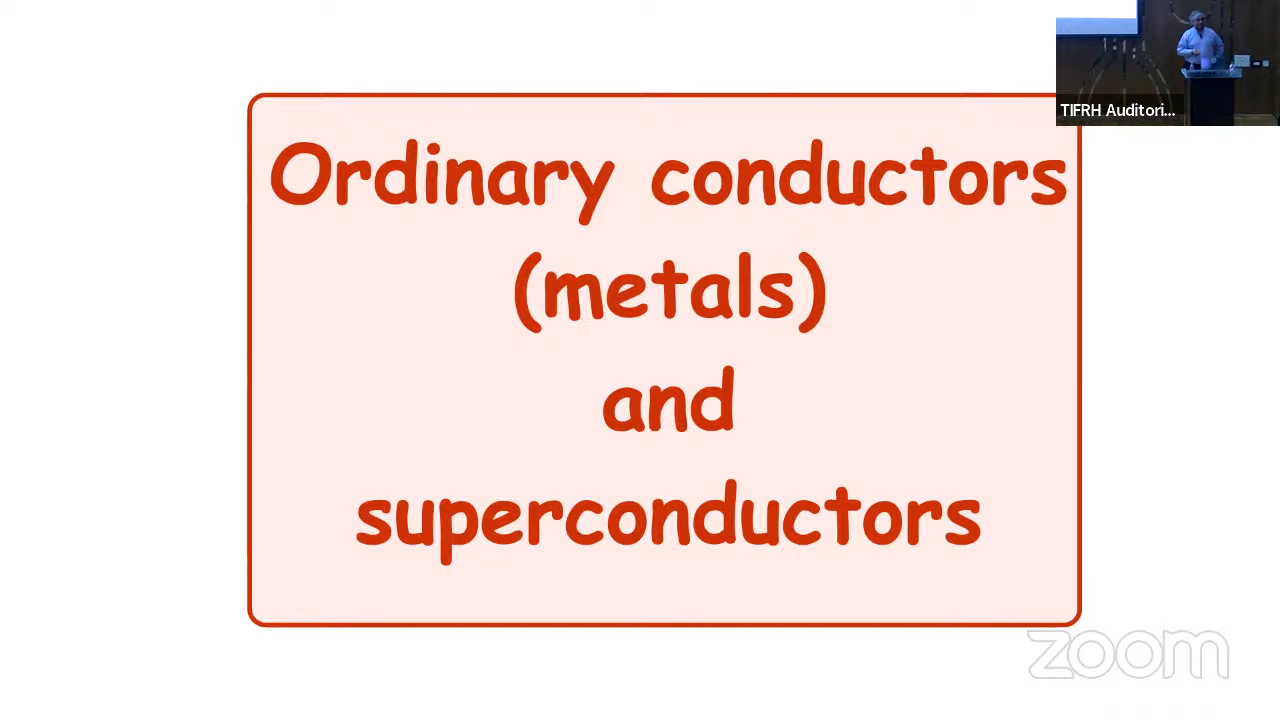 Ordinary conductors
(metals)
and
superconductors
TIFRH Auditori...
zoom